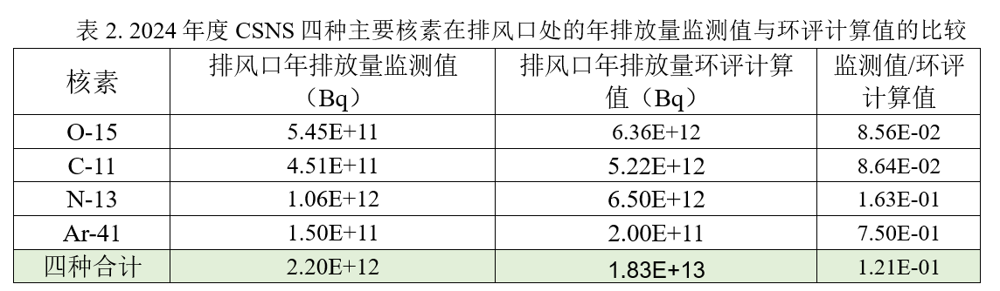 表 2. 2024 年度 CSNS 四种主要核素在排风口处的年排放量监测值与环评计算值的比较
核素 排风口年排放量监测值 排风口年排放量环评计算 监测值/环评
（Bq） 值（Bq） 计算值
O-15 5.45E+11 6.36E+12 8.56E-02
C-11 4.51E+11 5.22E+12 8.64E-02
N-13 1.06E+12 6.50E+12 1.63E-01
Ar-41 1.50E+11 2.00E+11 7.50E-01
四种合计 2.20E+12 1.83E+13 1.21E-01